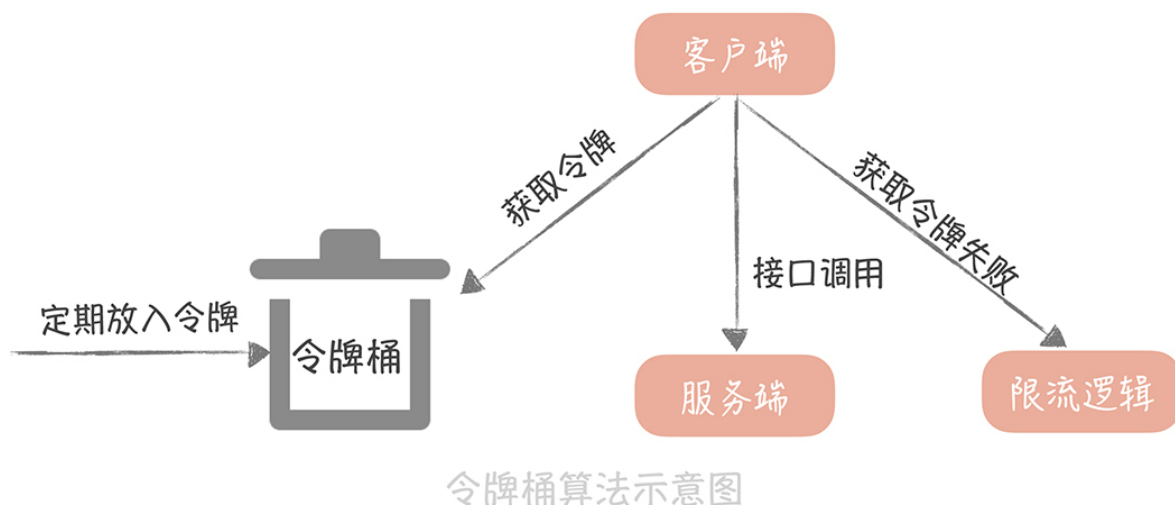 客户端
获取令牌
获取令牌失败
接口调用
定期放入令牌
令牌桶
服务端
限流逻辑
令牌桶算法示意图